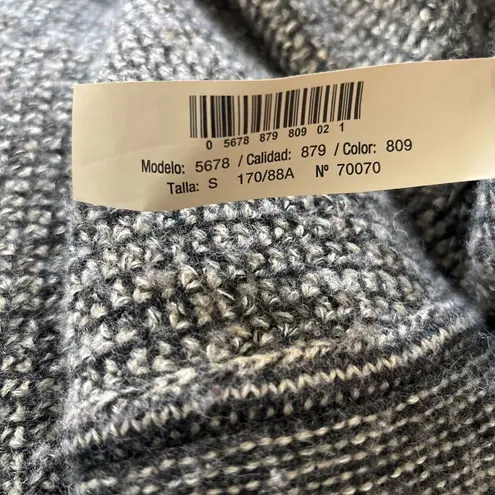 0 5678 879 809 02 1
Modelo: 5678 / Calidad: 879 / Color: 809
Talla: S 170/88A Nº 70070